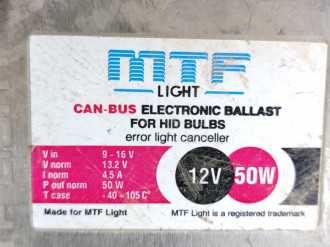 MTF
LIGHT
CAN-BUS ELECTRONIC BALLAST
FOR HID BULBS
error light canceller
V in 9 - 16 V
V norm 13.2 V
I norm 4.5 A
P out norm 50 W
T case - 40 - 105 C°
12V 50W
Made for MTF Light MTF Light is a registered trademark